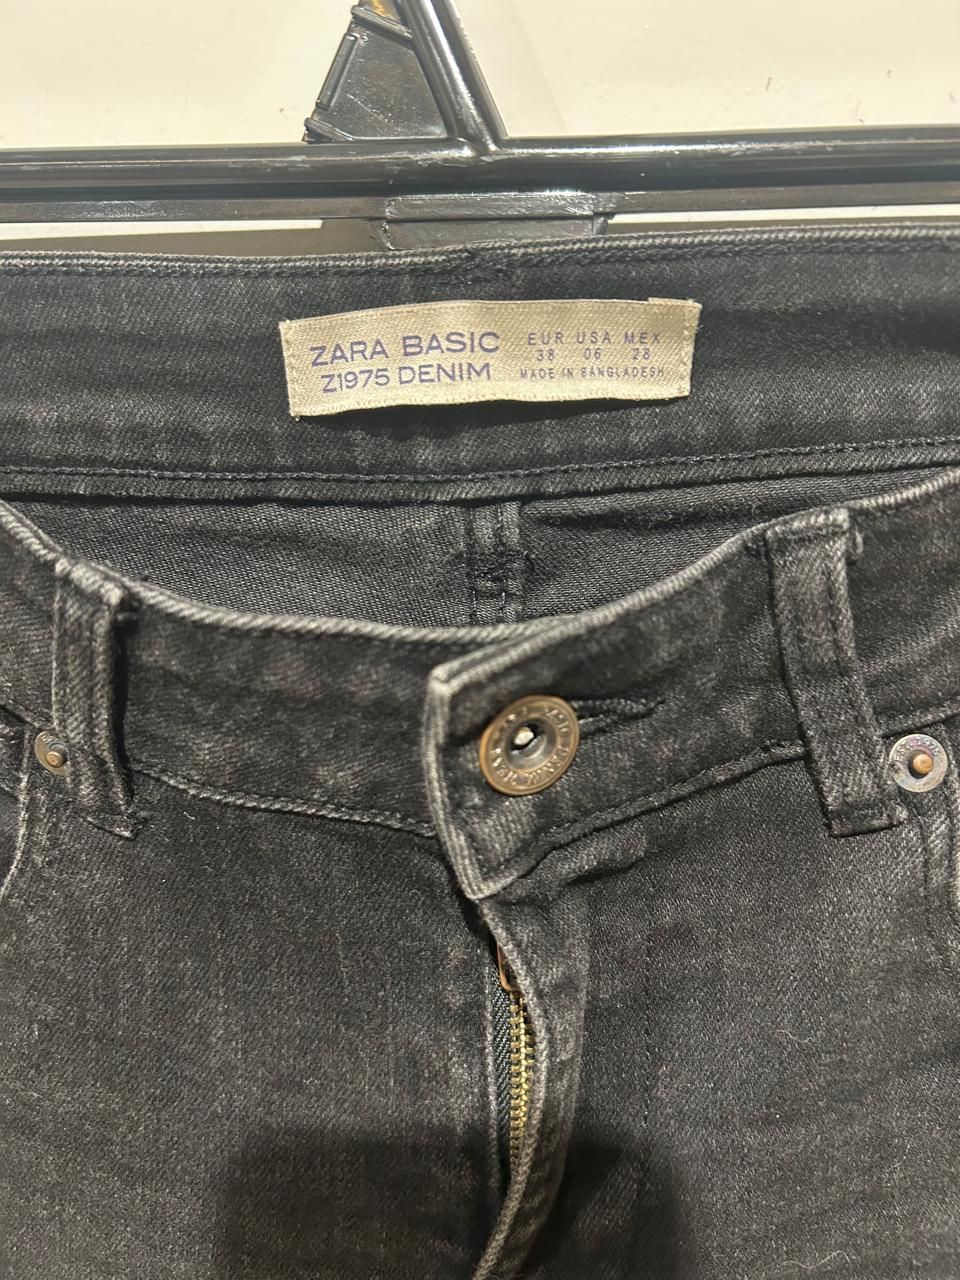 ZARA BASIC
Z1975 DENIM
EUR USA MEX
38 06 28
MADE IN BANGLADESH